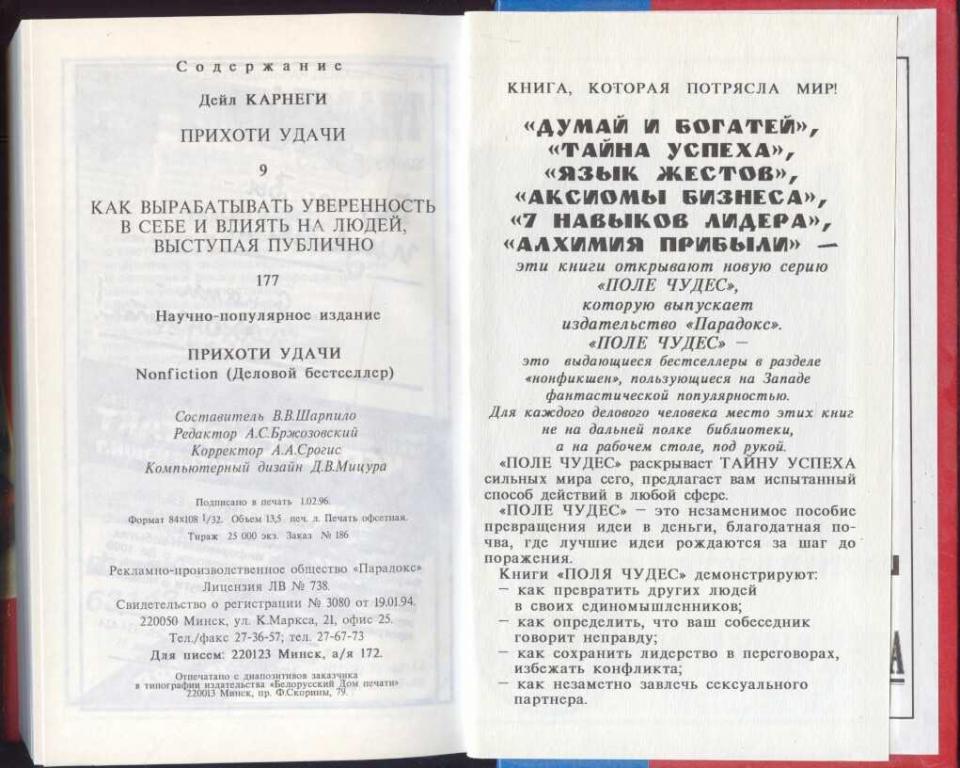 Содержание
Дейл КАРНЕГИ
ПРИХОТИ УДАЧИ
9
КАК ВЫРАБАТЫВАТЬ УВЕРЕННОСТЬ
В СЕБЕ И ВЛИЯТЬ НА ЛЮДЕЙ,
ВЫСТУПАЯ ПУБЛИЧНО
177
Научно-популярное издание
ПРИХОТИ УДАЧИ
Nonfiction (Деловой бестселлер)
Составитель В.В.Шарпило
Редактор А.С.Бржозовский
Корректор А.А.Срогис
Компьютерный дизайн Д.В.Мицура
Подписано в печать 1.02.96.
Формат 84х108 1/32. Объем 13,5 печ. л. Печать офсетная.
Тираж 25 000 экз. Заказ № 186
Рекламно-производственное общество «Парадокс»
Лицензия ЛВ № 738.
Свидетельство о регистрации № 3080 от 19.01.94.
220050 Минск, ул. К.Маркса, 21, офис 25.
Тел./факс 27-36-57; тел. 27-67-73
Для писем: 220123 Минск, а/я 172.
Отпечатано с диапозитивов заказчика
в типографии издательства «Белорусский Дом печати»
220013 Минск, пр. Ф.Скорины, 79.
КНИГА, КОТОРАЯ ПОТРЯСЛА МИР!
«ДУМАЙ И БОГАТЕЙ»,
«ТАЙНА УСПЕХА»,
«ЯЗЫК ЖЕСТОВ»,
«АКСИОМЫ БИЗНЕСА»,
«7 НАВЫКОВ ЛИДЕРА»,
«АЛХИМИЯ ПРИБЫЛИ» —
эти книги открывают новую серию
«ПОЛЕ ЧУДЕС»,
которую выпускает
издательство «Парадокс».
«ПОЛЕ ЧУДЕС» —
это выдающиеся бестселлеры в разделе
«нонфикшен», пользующиеся на Западе
фантастической популярностью.
Для каждого делового человека место этих книг
не на дальней полке библиотеки,
а на рабочем столе, под рукой.
«ПОЛЕ ЧУДЕС» раскрывает ТАЙНУ УСПЕХА
сильных мира сего, предлагает вам испытанный
способ действий в любой сфере.
«ПОЛЕ ЧУДЕС» — это незаменимое пособие
превращения идеи в деньги, благодатная по-
чва, где лучшие идеи рождаются за шаг до
поражения.
Книги «ПОЛЯ ЧУДЕС» демонстрируют:
— как превратить других людей
в своих единомышленников;
— как определить, что ваш собеседник
говорит неправду;
— как сохранить лидерство в переговорах,
избежать конфликта;
— как незаметно завлечь сексуального
партнера.